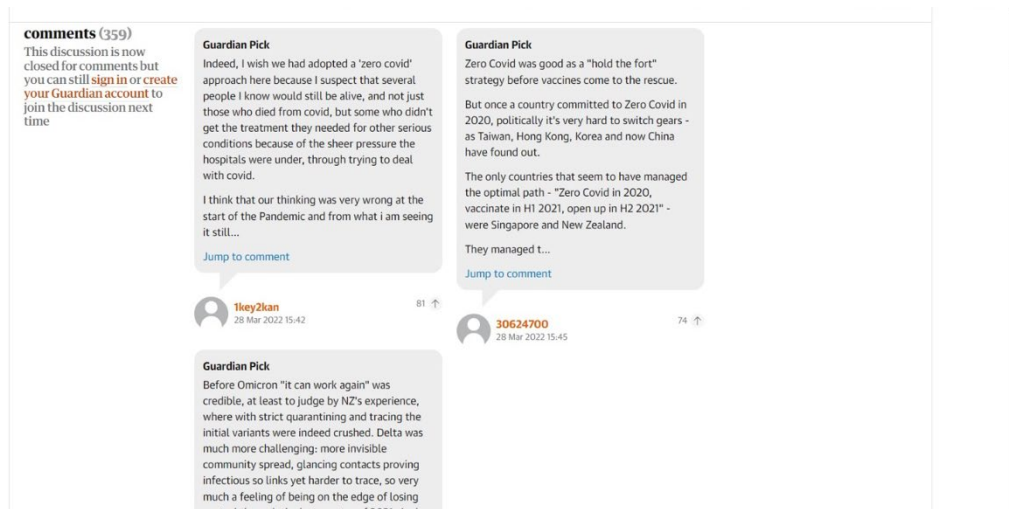 comments (359)
This discussion is now
closed for comments but
you can still sign in or create
your Guardian account to
join the discussion next
time
Guardian Pick
Indeed, I wish we had adopted a 'zero covid'
approach here because I suspect that several
people I know would still be alive, and not just
those who died from covid, but some who didn't
get the treatment they needed for other serious
conditions because of the sheer pressure the
hospitals were under, through trying to deal
with covid.
I think that our thinking was very wrong at the
start of the Pandemic and from what i am seeing
it still...
Jump to comment
1key2kan
81
28 Mar 2022 15:42
Guardian Pick
Zero Covid was good as a "hold the fort"
strategy before vaccines come to the rescue.
But once a country committed to Zero Covid in
2020, politically it's very hard to switch gears -
as Taiwan, Hong Kong, Korea and now China
have found out.
The only countries that seem to have managed
the optimal path - "Zero Covid in 2020,
vaccinate in H1 2021, open up in H2 2021" -
were Singapore and New Zealand.
They managed t...
Jump to comment
30624700
74
28 Mar 2022 15:45
Guardian Pick
Before Omicron "it can work again" was
credible, at least to judge by NZ's experience,
where with strict quarantining and tracing the
initial variants were indeed crushed. Delta was
much more challenging: more invisible
community spread, glancing contacts proving
infectious so links yet harder to trace, so very
much a feeling of being on the edge of losing